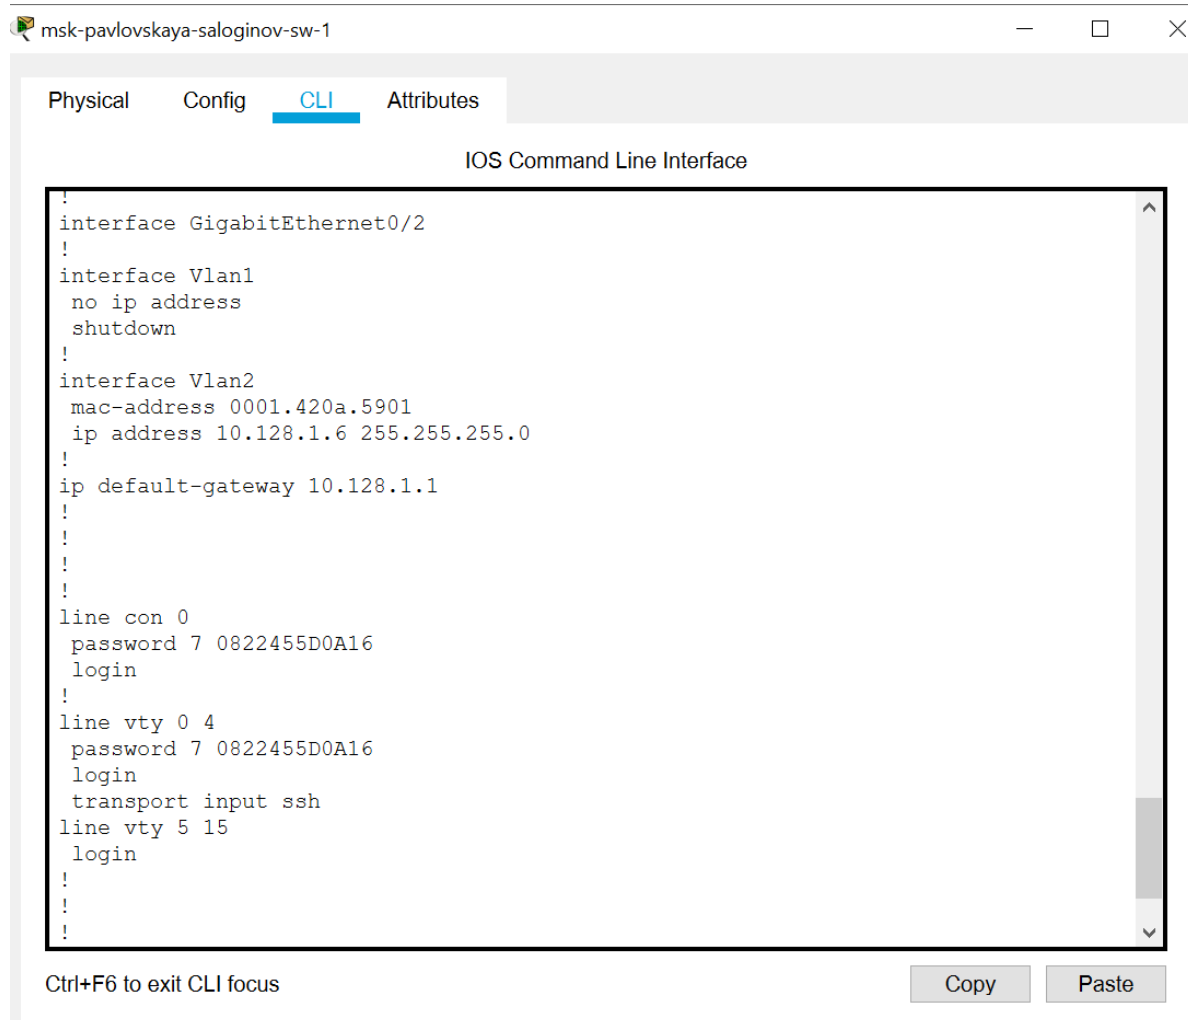 msk-pavlovskaya-saloginov-sw-1
Physical Config CLI Attributes
IOS Command Line Interface
!
interface GigabitEthernet0/2
!
interface Vlan1
 no ip address
 shutdown
!
interface Vlan2
 mac-address 0001.420a.5901
 ip address 10.128.1.6 255.255.255.0
!
ip default-gateway 10.128.1.1
!
!
!
!
line con 0
 password 7 0822455D0A16
 login
!
line vty 0 4
 password 7 0822455D0A16
 login
 transport input ssh
line vty 5 15
 login
!
!
!
Ctrl+F6 to exit CLI focus
Copy Paste